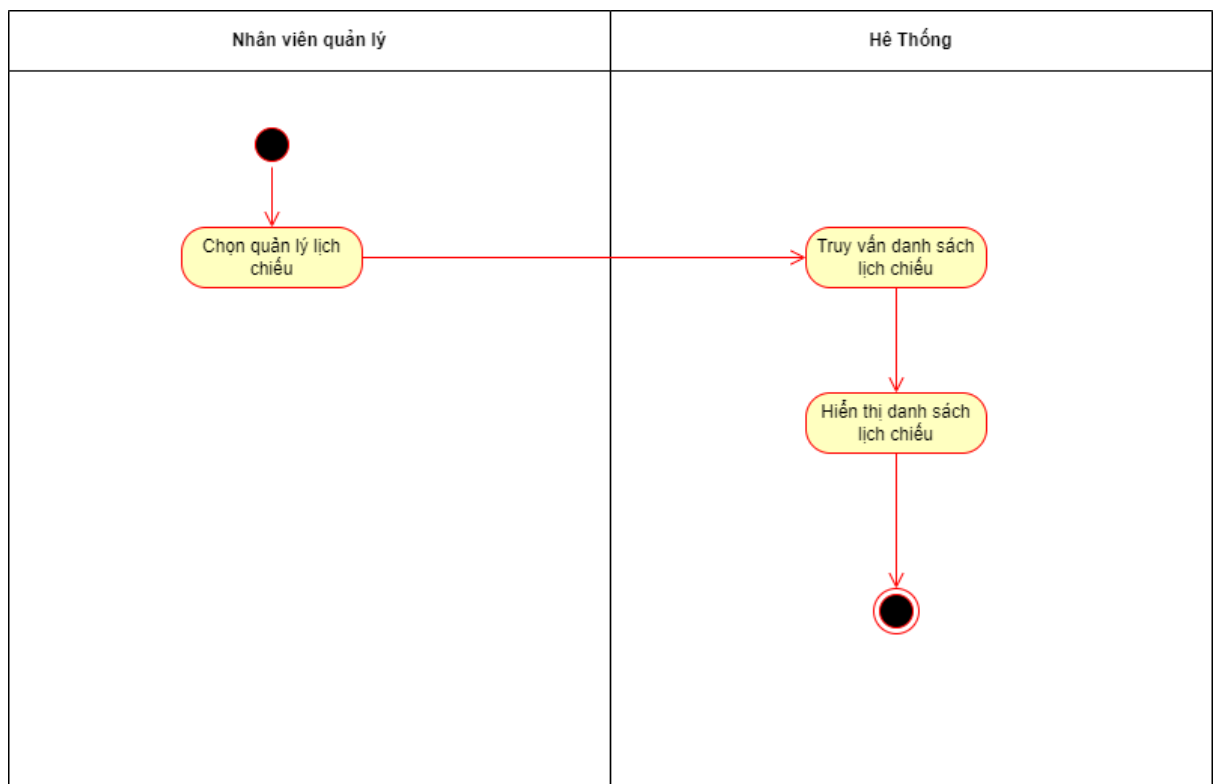 Nhân viên quản lý
Hê Thống
Chọn quản lý lịch
chiếu
Truy vấn danh sách
lịch chiếu
Hiển thị danh sách
lịch chiếu